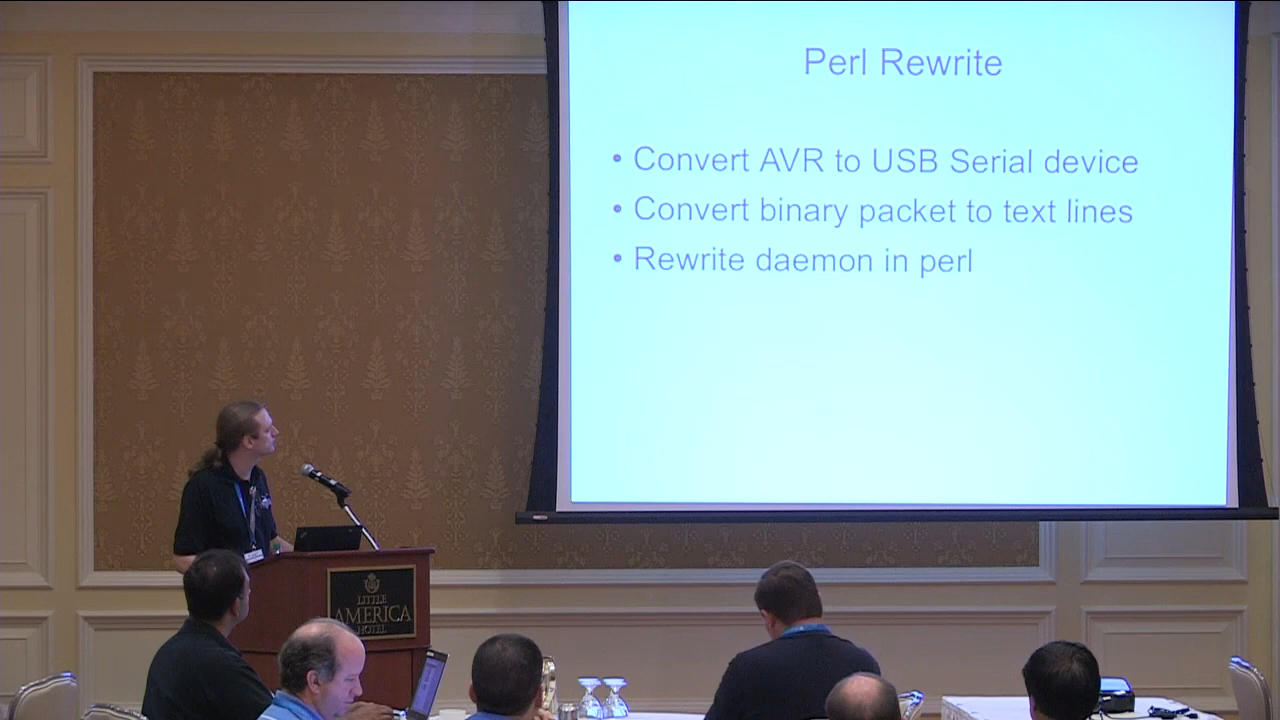 Perl Rewrite
• Convert AVR to USB Serial device
• Convert binary packet to text lines
• Rewrite daemon in perl
LITTLE
AMERICA
HOTEL